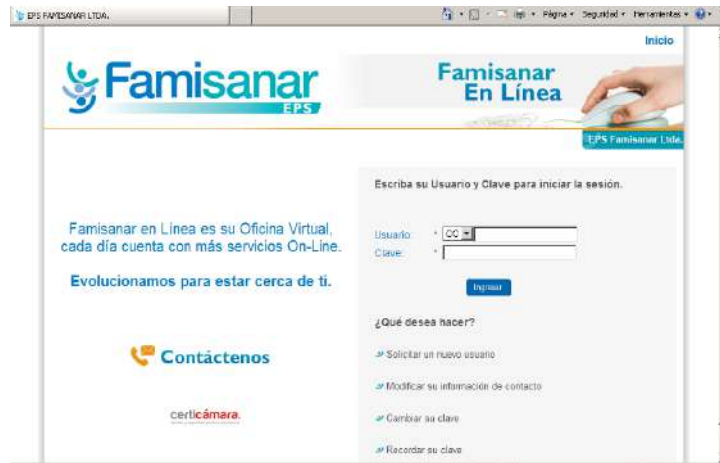 EPS FAMISANAR LTDA.
Página Seguridad Herramientas
Inicio
Famisanar
EPS
Famisanar
En Línea
EPS Famisanar Ltda.
Escriba su Usuario y Clave para iniciar la sesión.
Famisanar en Línea es su Oficina Virtual,
cada día cuenta con más servicios On-Line.
Evolucionamos para estar cerca de ti.
Usuario: * CC
Clave: *
Ingresar
¿Qué desea hacer?
Contáctenos
Solicitar un nuevo usuario
Modificar su información de contacto
certicámara.
Cambiar su clave
Recordar su clave